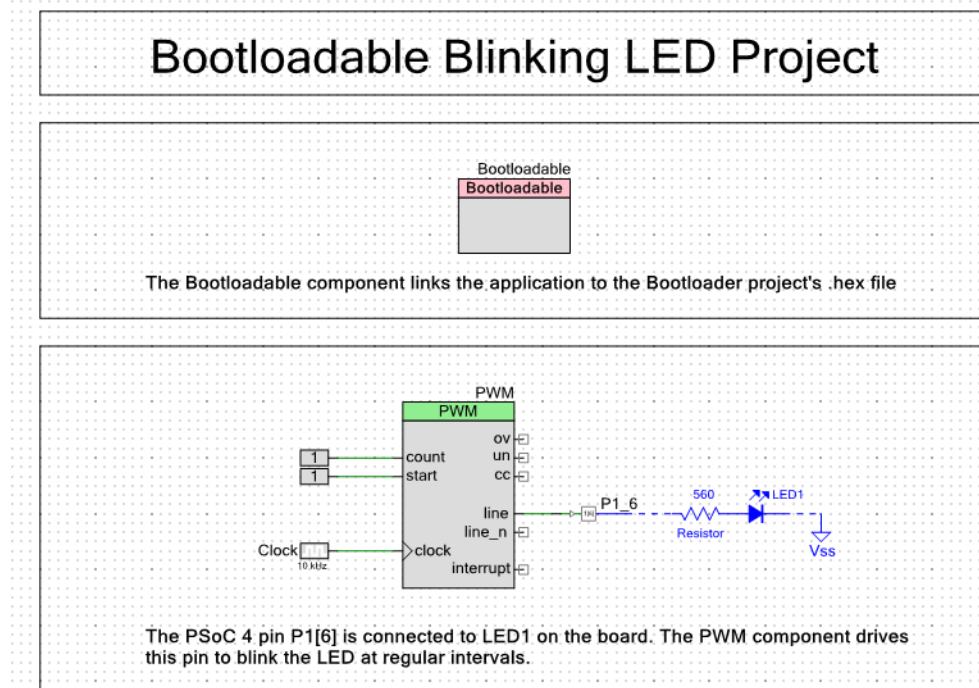 Bootloadable Blinking LED Project
Bootloadable
Bootloadable
The Bootloadable component links the application to the Bootloader project's .hex file
PWM
PWM
ov
1 count un
1 start cc
line P1_6 560 LED1
Resistor
line_n
Clock clock Vss
10 kHz
interrupt
The PSoC 4 pin P1[6] is connected to LED1 on the board. The PWM component drives
this pin to blink the LED at regular intervals.